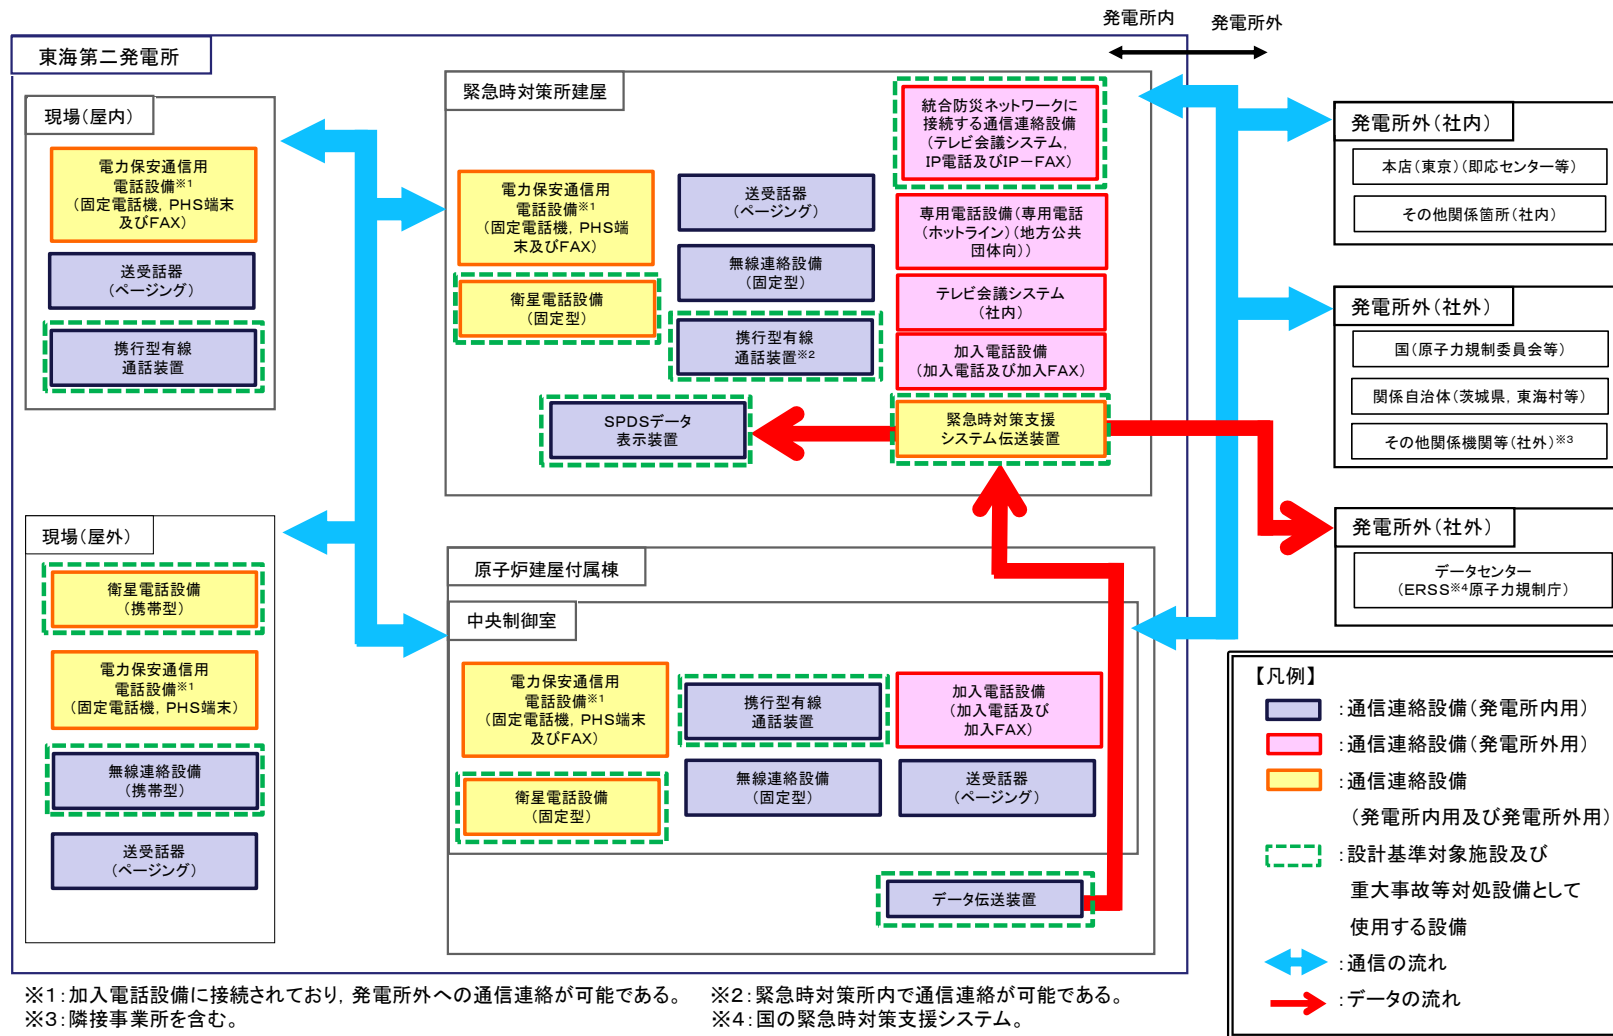 発電所内
発電所外
東海第二発電所
現場(屋内)
電力保安通信用
電話設備※1
(固定電話機, PHS端末
及びFAX)
送受話器
(ページング)
携行型有線
通話装置
緊急時対策所建屋
電力保安通信用
電話設備※1
(固定電話機, PHS端
末及びFAX)
衛星電話設備
(固定型)
送受話器
(ページング)
無線連絡設備
(固定型)
携行型有線
通話装置※2
統合防災ネットワークに
接続する通信連絡設備
(テレビ会議システム,
IP電話及びIP-FAX)
専用電話設備(専用電話
(ホットライン)(地方公共
団体向))
テレビ会議システム
(社内)
加入電話設備
(加入電話及び加入FAX)
SPDSデータ
表示装置
緊急時対策支援
システム伝送装置
発電所外(社内)
本店(東京)(即応センター等)
その他関係箇所(社内)
発電所外(社外)
国(原子力規制委員会等)
関係自治体(茨城県, 東海村等)
その他関係機関等(社外)※3
発電所外(社外)
データセンター
(ERSS※4原子力規制庁)
現場(屋外)
衛星電話設備
(携帯型)
電力保安通信用
電話設備※1
(固定電話機, PHS端末)
無線連絡設備
(携帯型)
送受話器
(ページング)
原子炉建屋付属棟
中央制御室
電力保安通信用
電話設備※1
(固定電話機, PHS端末
及びFAX)
衛星電話設備
(固定型)
携行型有線
通話装置
無線連絡設備
(固定型)
加入電話設備
(加入電話及び
加入FAX)
送受話器
(ページング)
データ伝送装置
【凡例】
:通信連絡設備(発電所内用)
:通信連絡設備(発電所外用)
:通信連絡設備
(発電所内用及び発電所外用)
:設計基準対象施設及び
重大事故等対処設備として
使用する設備
:通信の流れ
:データの流れ
※1:加入電話設備に接続されており, 発電所外への通信連絡が可能である。
※2:緊急時対策所内で通信連絡が可能である。
※3:隣接事業所を含む。
※4:国の緊急時対策支援システム。